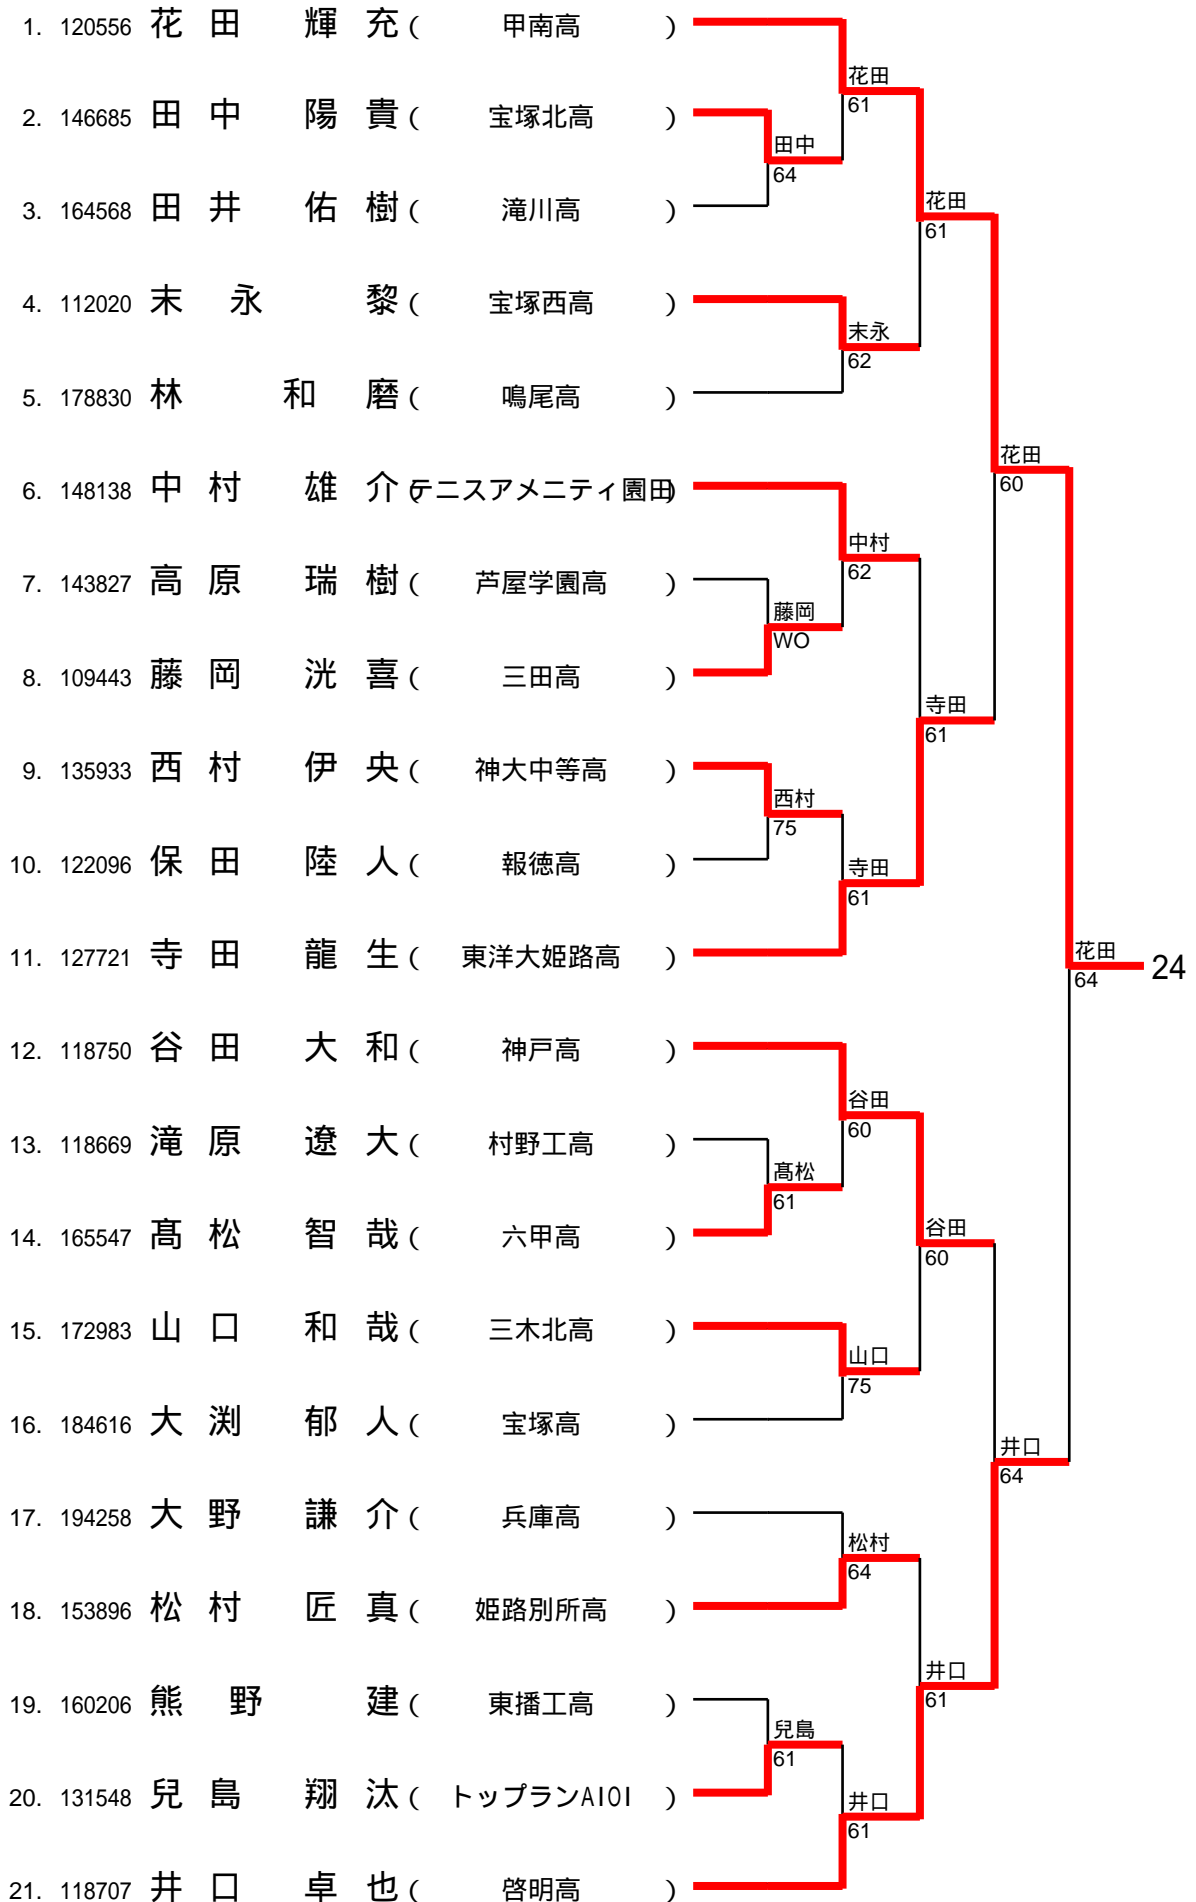 1. 120556 花田 輝充 ( 甲南高 )
花田
61
2. 146685 田中 陽貴 ( 宝塚北高 )
田中
64
3. 164568 田井 佑樹 ( 滝川高 )
花田
61
4. 112020 末永 黎 ( 宝塚西高 )
末永
62
5. 178830 林 和磨 ( 鳴尾高 )
花田
60
6. 148138 中村 雄介 ( テニスアメニティ園田 )
中村
62
7. 143827 高原 瑞樹 ( 芦屋学園高 )
藤岡
WO
8. 109443 藤岡 洸喜 ( 三田高 )
寺田
61
9. 135933 西村 伊央 ( 神大中等高 )
西村
75
10. 122096 保田 陸人 ( 報徳高 )
寺田
61
11. 127721 寺田 龍生 ( 東洋大姫路高 )
花田
64
24
12. 118750 谷田 大和 ( 神戸高 )
谷田
60
13. 118669 滝原 遼大 ( 村野工高 )
髙松
61
14. 165547 髙松 智哉 ( 六甲高 )
谷田
60
15. 172983 山口 和哉 ( 三木北高 )
山口
75
16. 184616 大渕 郁人 ( 宝塚高 )
井口
64
17. 194258 大野 謙介 ( 兵庫高 )
松村
64
18. 153896 松村 匠真 ( 姫路別所高 )
井口
61
19. 160206 熊野 建 ( 東播工高 )
兒島
61
20. 131548 兒島 翔汰 ( トップランAIOI )
井口
61
21. 118707 井口 卓也 ( 啓明高 )